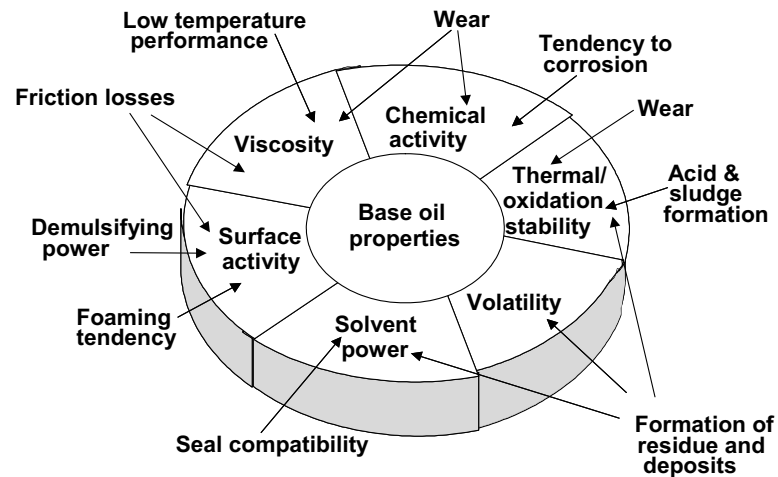 Low temperature
performance
Wear
Tendency to
corrosion
Friction losses
Chemical
activity
Wear
Viscosity
Thermal/
oxidation
stability
Acid &
sludge
formation
Base oil
properties
Demulsifying
power
Surface
activity
Volatility
Foaming
tendency
Solvent
power
Seal compatibility
Formation of
residue and
deposits